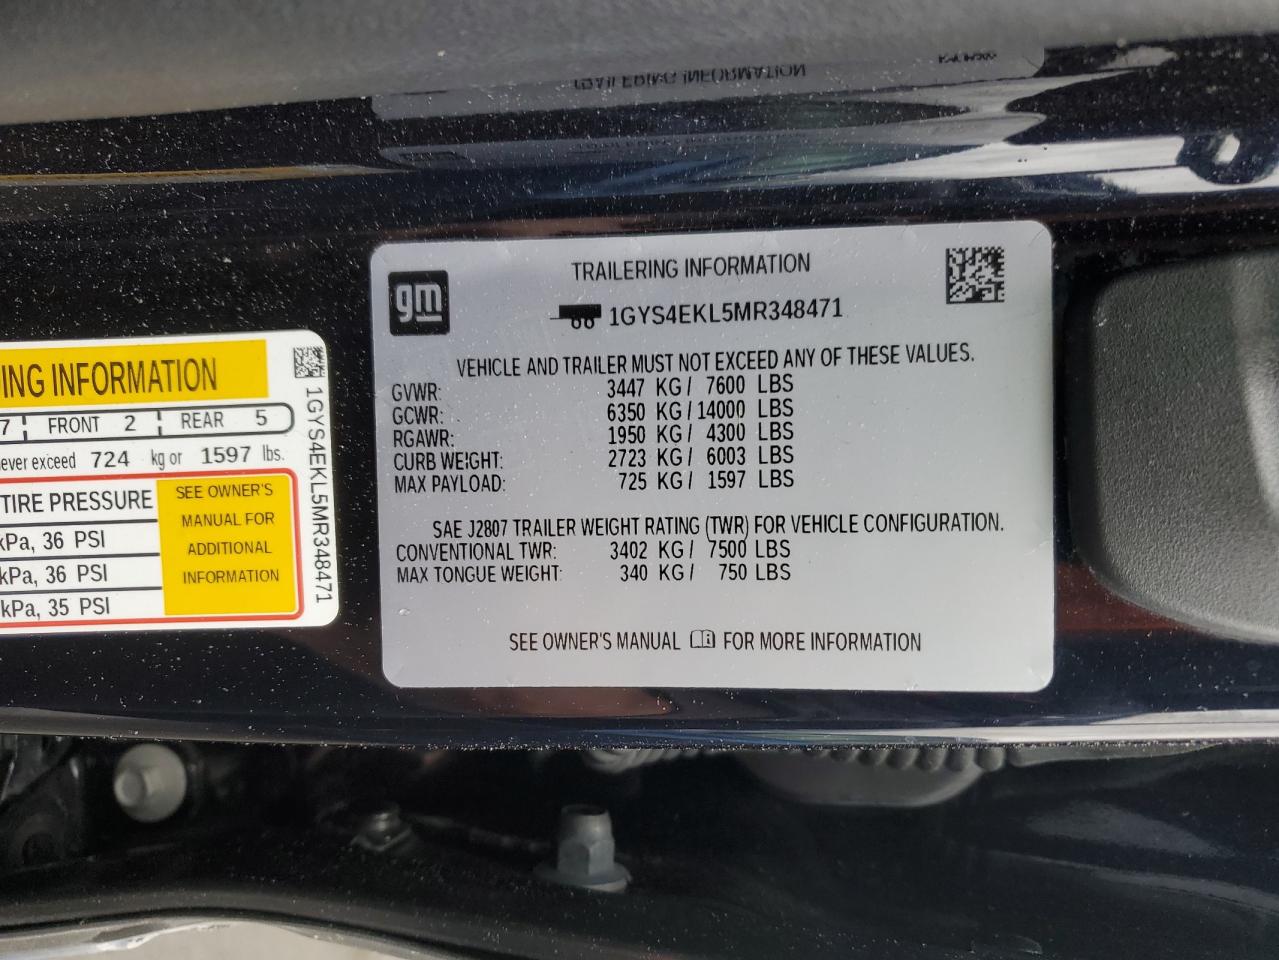 ING INFORMATION
7 FRONT 2 REAR 5
ever exceed 724 kg or 1597 lbs.
TIRE PRESSURE
kPa, 36 PSI
kPa, 36 PSI
kPa, 35 PSI
SEE OWNER'S
MANUAL FOR
ADDITIONAL
INFORMATION
1GYS4EKL5MR348471
gm
TRAILERING INFORMATION
1GYS4EKL5MR348471
VEHICLE AND TRAILER MUST NOT EXCEED ANY OF THESE VALUES.
GVWR: 3447 KG/ 7600 LBS
GCWR: 6350 KG/14000 LBS
RGAWR: 1950 KG/ 4300 LBS
CURB WEIGHT: 2723 KG/ 6003 LBS
MAX PAYLOAD: 725 KG/ 1597 LBS
SAE J2807 TRAILER WEIGHT RATING (TWR) FOR VEHICLE CONFIGURATION.
CONVENTIONAL TWR: 3402 KG/ 7500 LBS
MAX TONGUE WEIGHT: 340 KG/ 750 LBS
SEE OWNER'S MANUAL FOR MORE INFORMATION